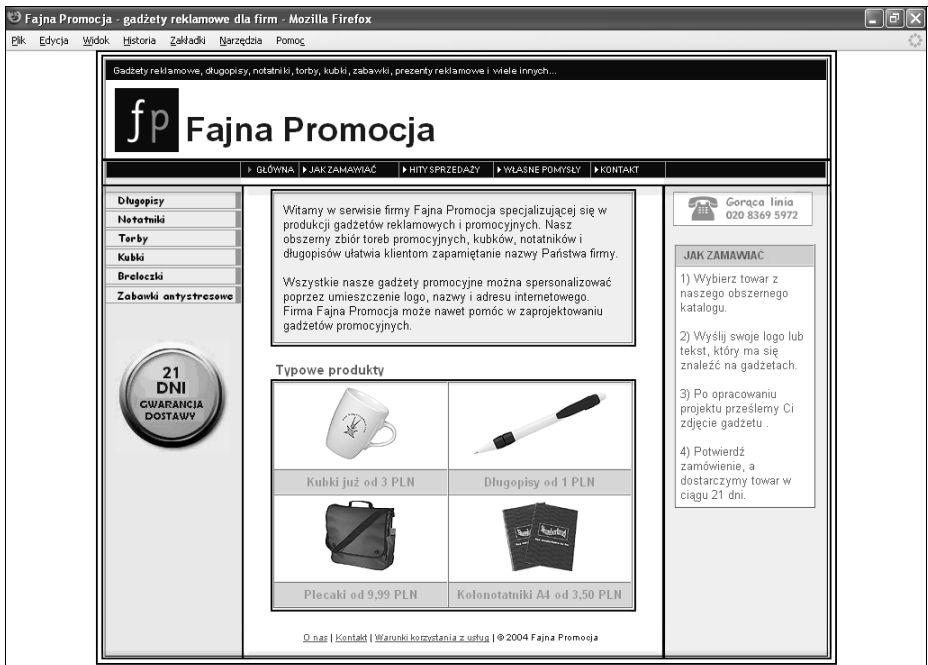 Fajna Promocja - gadżety reklamowe dla firm - Mozilla Firefox
Plik Edycja Widok Historia Zakładki Narzędzia Pomoc
Gadżety reklamowe, długopisy, notatniki, torby, kubki, zabawki, prezenty reklamowe i wiele innych...
fp Fajna Promocja
GŁÓWNA JAK ZAMAWIAĆ HITY SPRZEDAŻY WŁASNE POMYSŁY KONTAKT
Długopisy
Notatniki
Torby
Kubki
Breloczki
Zabawki antystresowe
21
DNI
GWARANCJA
DOSTAWY
Witamy w serwisie firmy Fajna Promocja specjalizującej się w
produkcji gadżetów reklamowych i promocyjnych. Nasz
obszerny zbiór toreb promocyjnych, kubków, notatników i
długopisów ułatwia klientom zapamiętanie nazwy Państwa firmy.
Wszystkie nasze gadżety promocyjne można spersonalizować
poprzez umieszczenie logo, nazwy i adresu internetowego.
Firma Fajna Promocja może nawet pomóc w zaprojektowaniu
gadżetów promocyjnych.
Typowe produkty
Kubki już od 3 PLN
Długopisy od 1 PLN
Plecaki od 9,99 PLN
Kolonotatniki A4 od 3,50 PLN
O nas | Kontakt | Warunki korzystania z usług | © 2004 Fajna Promocja
Gorąca linia
020 8369 5972
JAK ZAMAWIAĆ
1) Wybierz towar z
naszego obszernego
katalogu.
2) Wyślij swoje logo lub
tekst, który ma się
znaleźć na gadżetach.
3) Po opracowaniu
projektu prześlemy Ci
zdjęcie gadżetu .
4) Potwierdź
zamówienie, a
dostarczymy towar w
ciągu 21 dni.